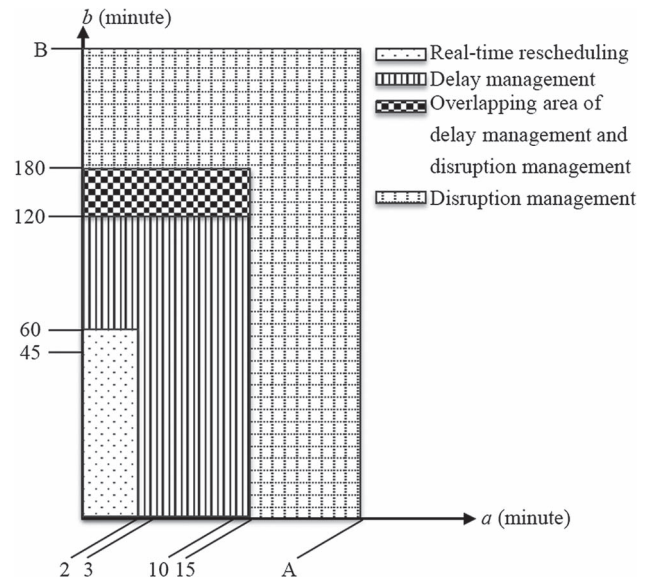 b (minute)
B
Real-time rescheduling
Delay management
Overlapping area of
delay management and
disruption management
Disruption management
180
120
60
45
a (minute)
2 3 10 15 A